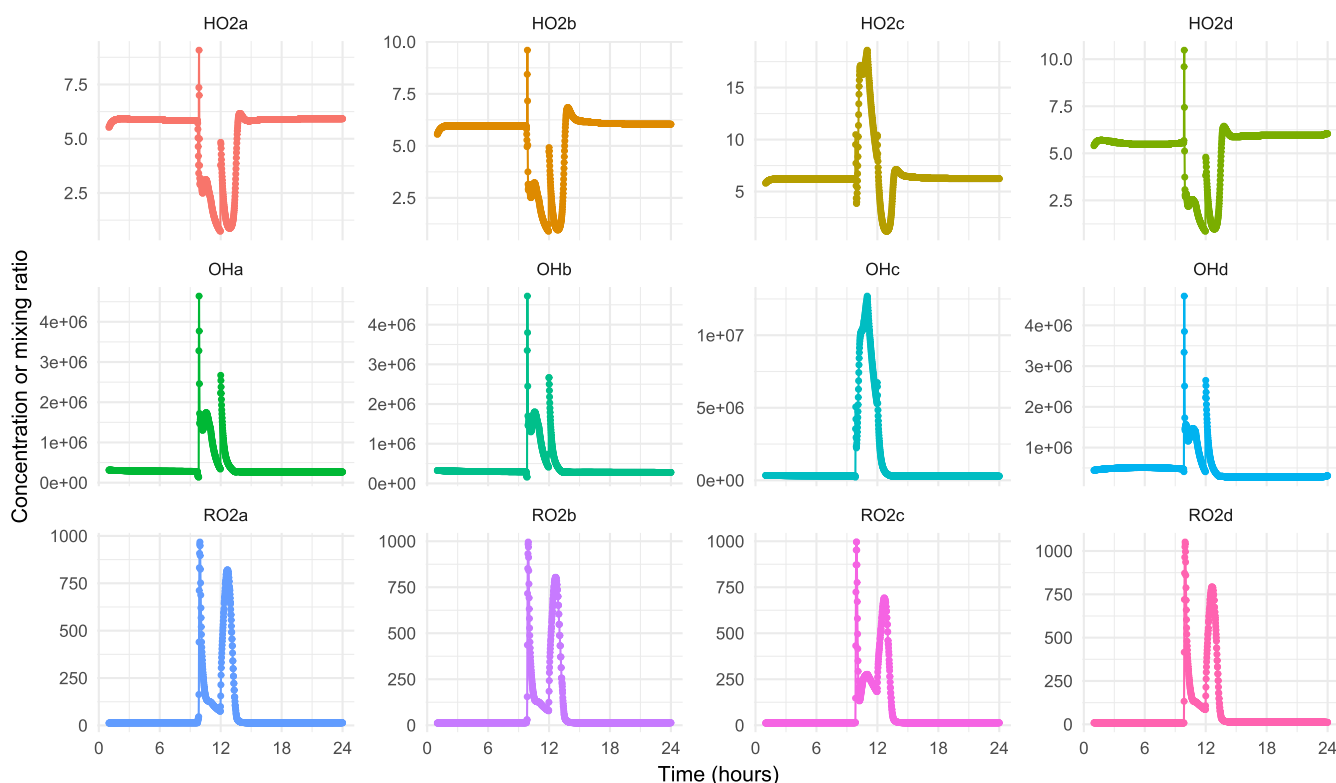 HO2a HO2b HO2c HO2d
7.5
5.0
2.5
10.0
7.5
5.0
2.5
15
10
5
10.0
7.5
5.0
2.5
OHa OHb OHc OHd
4e+06
3e+06
2e+06
1e+06
0e+00
4e+06
3e+06
2e+06
1e+06
0e+00
1e+07
5e+06
0e+00
4e+06
3e+06
2e+06
1e+06
RO2a RO2b RO2c RO2d
1000
750
500
250
0
1000
750
500
250
0
1000
750
500
250
0
1000
750
500
250
0
0 6 12 18 24 0 6 12 18 24 0 6 12 18 24 0 6 12 18 24
Concentration or mixing ratio
Time (hours)